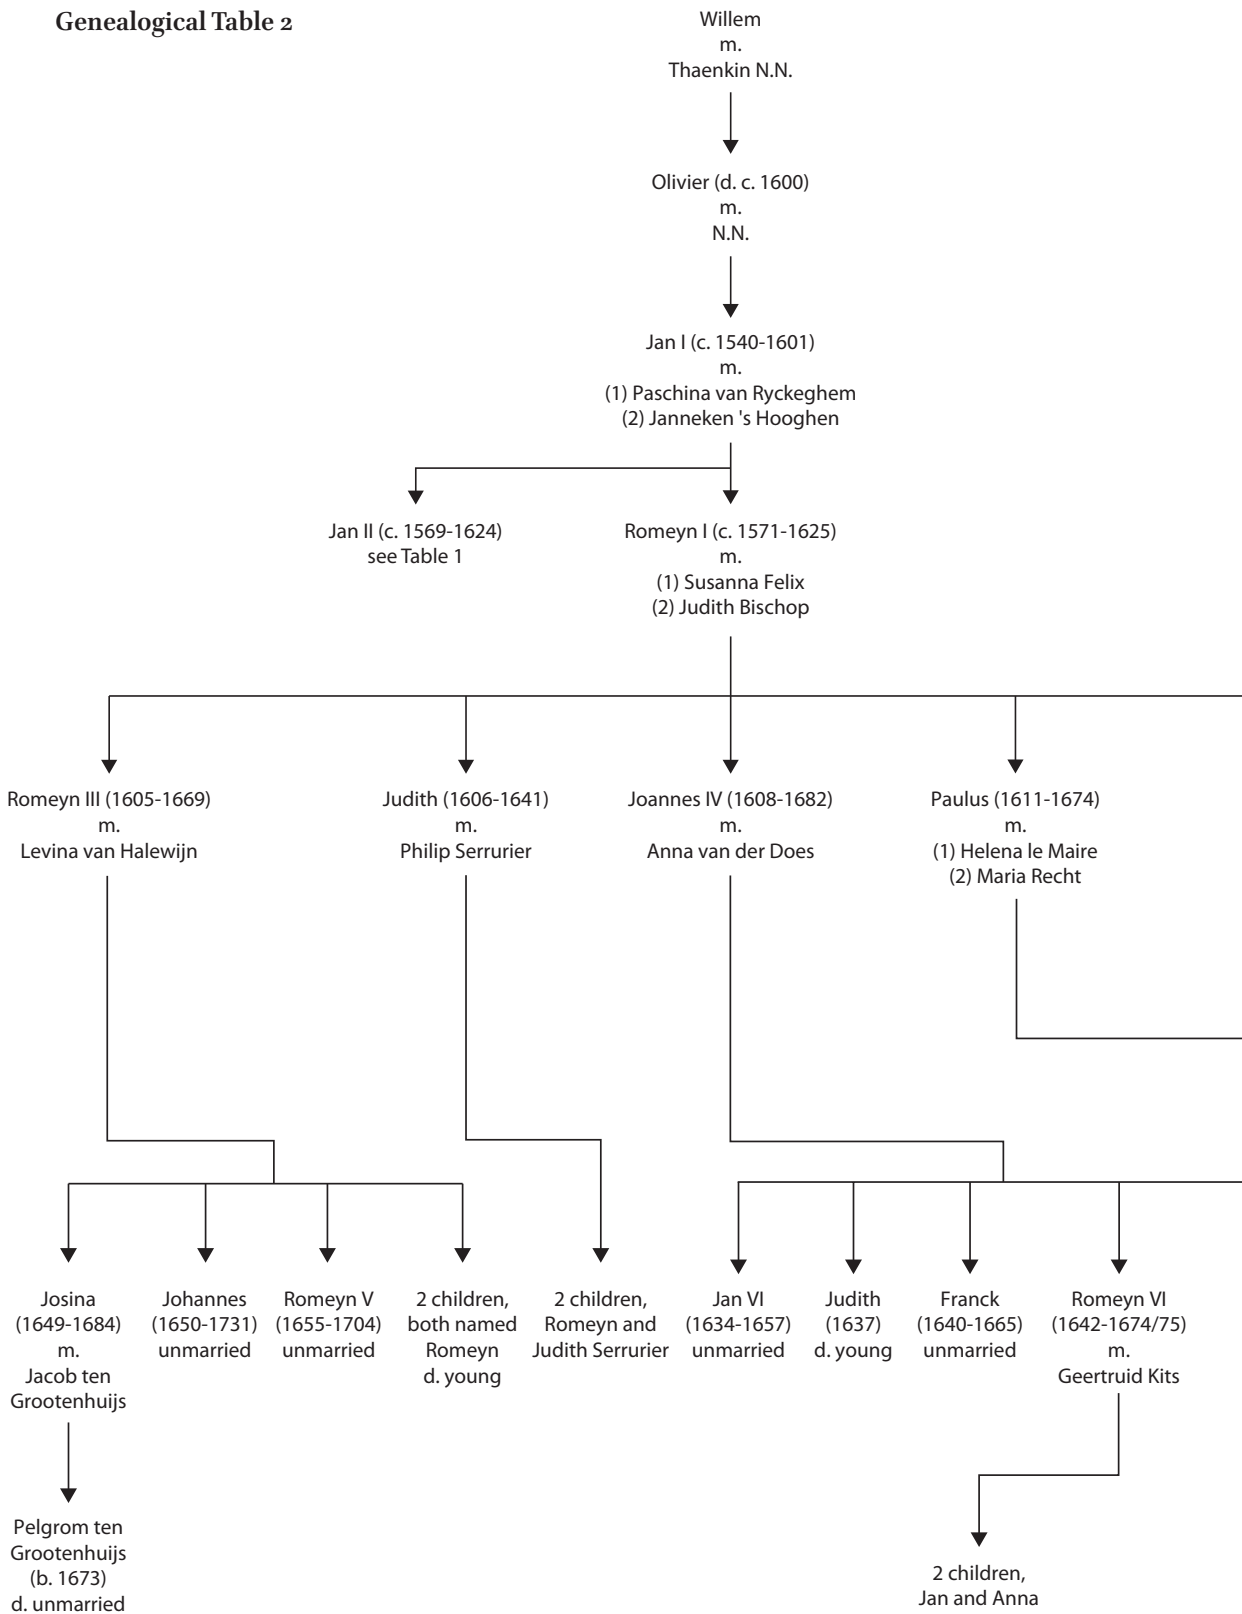 Genealogical Table 2
Willem
m.
Thaenkin N.N.
Olivier (d. c. 1600)
m.
N.N.
Jan I (c. 1540-1601)
m.
(1) Paschina van Ryckeghem
(2) Janneken 's Hooghen
Jan II (c. 1569-1624)
see Table 1
Romeyn I (c. 1571-1625)
m.
(1) Susanna Felix
(2) Judith Bischop
Romeyn III (1605-1669)
m.
Levina van Halewijn
Judith (1606-1641)
m.
Philip Serrurier
Joannes IV (1608-1682)
m.
Anna van der Does
Paulus (1611-1674)
m.
(1) Helena le Maire
(2) Maria Recht
Josina
(1649-1684)
m.
Jacob ten
Grootenhuijs
Johannes
(1650-1731)
unmarried
Romeyn V
(1655-1704)
unmarried
2 children,
both named
Romeyn
d. young
2 children,
Romeyn and
Judith Serrurier
Jan VI
(1634-1657)
unmarried
Judith
(1637)
d. young
Franck
(1640-1665)
unmarried
Romeyn VI
(1642-1674/75)
m.
Geertruid Kits
Pelgrom ten
Grootenhuijs
(b. 1673)
d. unmarried
2 children,
Jan and Anna